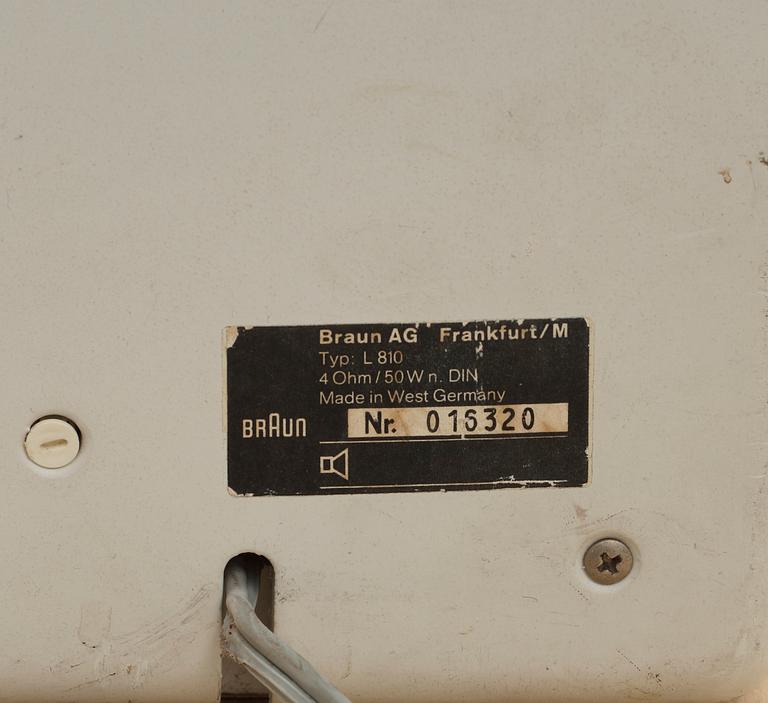 Braun AG Frankfurt/M
Typ: L 810
4 Ohm / 50 W n. DIN
Made in West Germany
BRAUN Nr. 016320